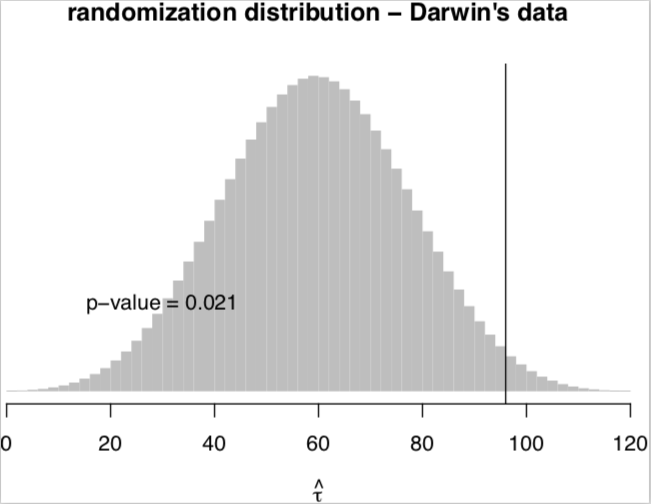 randomization distribution – Darwin's data
p−value = 0.021
0 20 40 60 80 100 120
τ̂